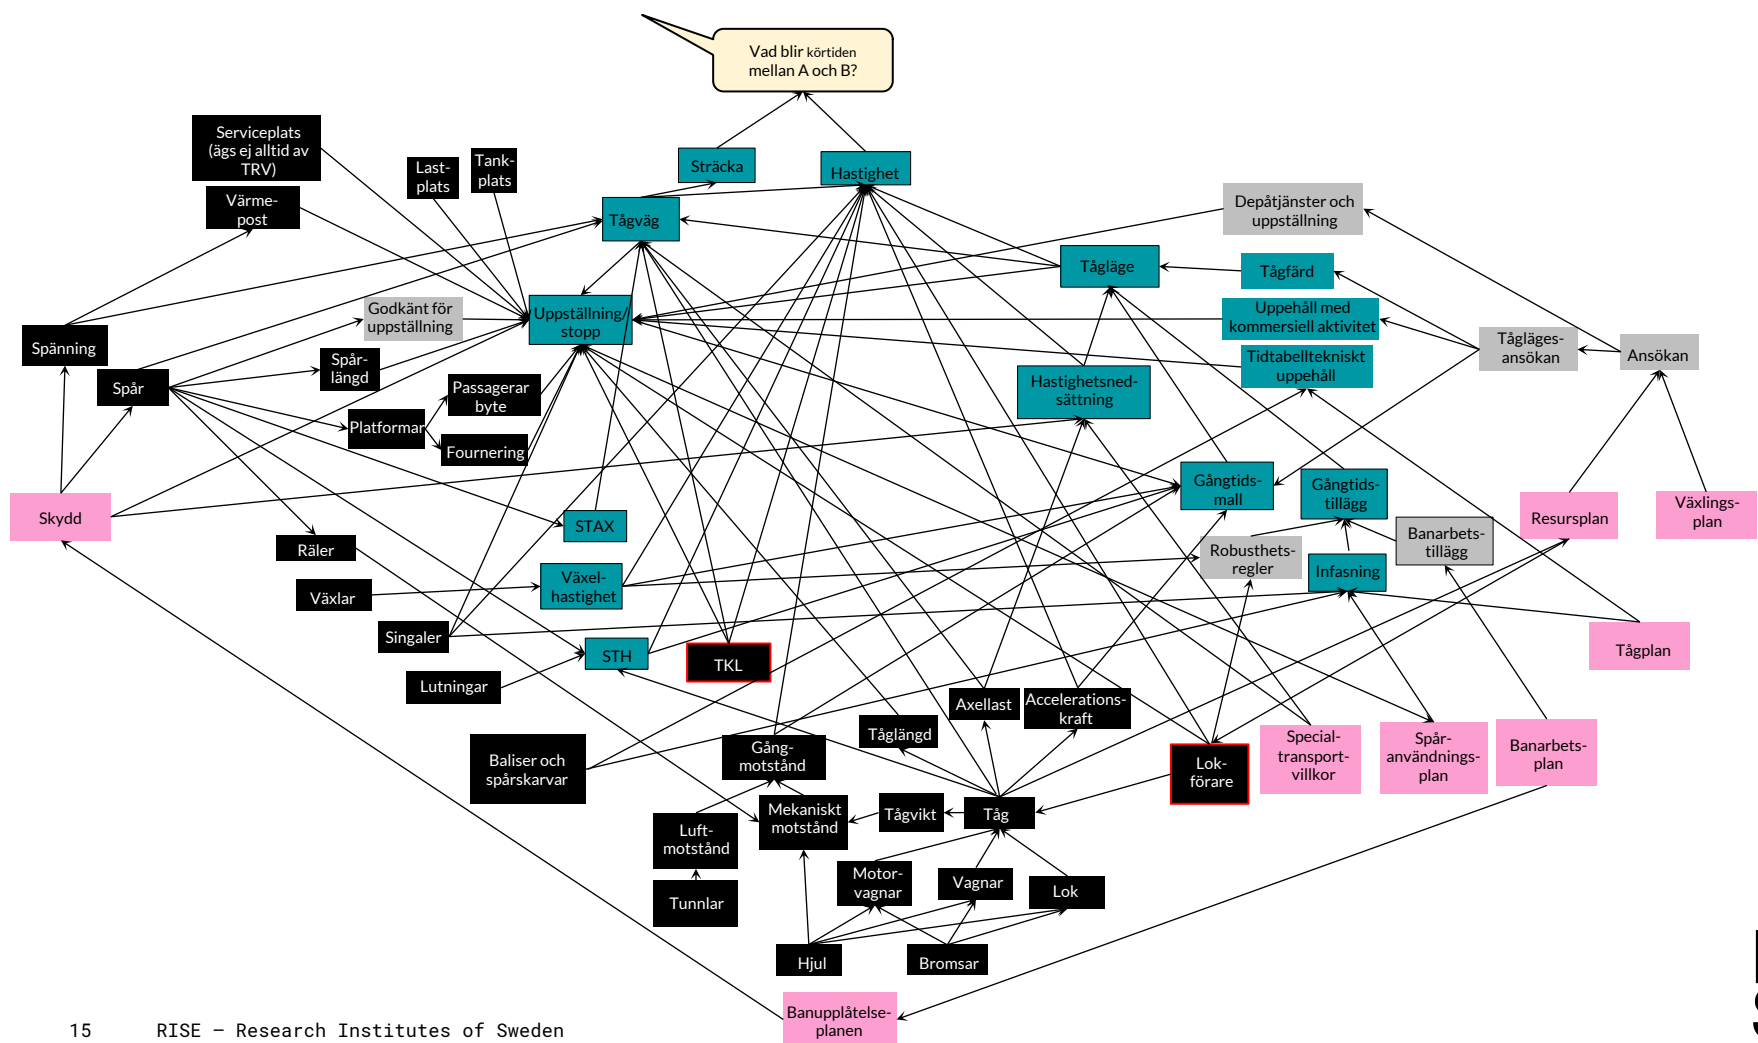 Vad blir körtiden
mellan A och B?
Serviceplats
(ägs ej alltid av
TRV)
Last-
plats
Tank-
plats
Sträcka
Hastighet
Värme-
post
Tågväg
Depåtjänster och
uppställning
Tågläge
Tågfärd
Godkänt för
uppställning
Uppställning/
stopp
Uppehåll med
kommersiell aktivitet
Spänning
Tågläges-
ansökan
Ansökan
Spår-
längd
Tidtabelltekniskt
uppehåll
Spår
Passagerar
byte
Hastighetsned-
sättning
Platformar
Fournering
Gångtids-
mall
Gångtids-
tillägg
Skydd
STAX
Resursplan
Växlings-
plan
Räler
Robusthets-
regler
Banarbets-
tillägg
Växlar
Växel-
hastighet
Infasning
Singaler
STH
TKL
Tågplan
Lutningar
Axellast
Accelerations-
kraft
Baliser och
spårskarvar
Gång-
motstånd
Tåglängd
Lok-
förare
Special-
transport-
villkor
Spår-
användnings-
plan
Banarbets-
plan
Luft-
motstånd
Mekaniskt
motstånd
Tågvikt
Tåg
Tunnlar
Motor-
vagnar
Vagnar
Lok
Hjul
Bromsar
Banupplåtelse-
planen
15 RISE — Research Institutes of Sweden